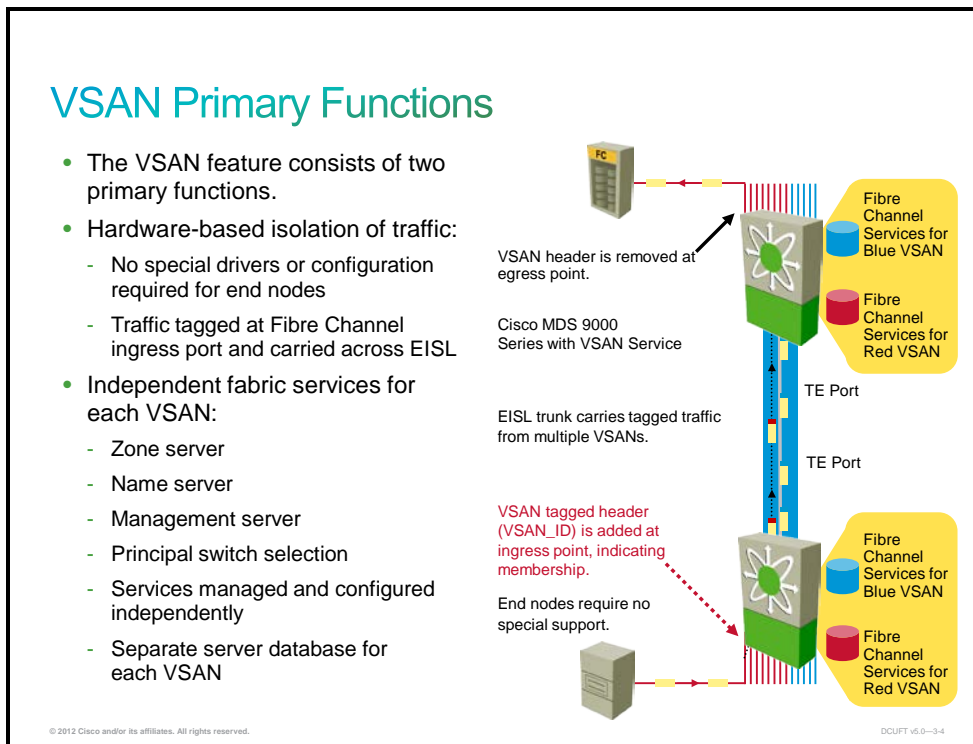 VSAN Primary Functions
• The VSAN feature consists of two
primary functions.
• Hardware-based isolation of traffic:
- No special drivers or configuration
required for end nodes
- Traffic tagged at Fibre Channel
ingress port and carried across EISL
• Independent fabric services for
each VSAN:
- Zone server
- Name server
- Management server
- Principal switch selection
- Services managed and configured
independently
- Separate server database for
each VSAN
FC
VSAN header is removed at
egress point.
Cisco MDS 9000
Series with VSAN Service
EISL trunk carries tagged traffic
from multiple VSANs.
VSAN tagged header
(VSAN_ID) is added at
ingress point, indicating
membership.
End nodes require no
special support.
Fibre
Channel
Services for
Blue VSAN
Fibre
Channel
Services for
Red VSAN
TE Port
TE Port
Fibre
Channel
Services for
Blue VSAN
Fibre
Channel
Services for
Red VSAN
© 2012 Cisco and/or its affiliates. All rights reserved.
DCUFT v5.0—3-4